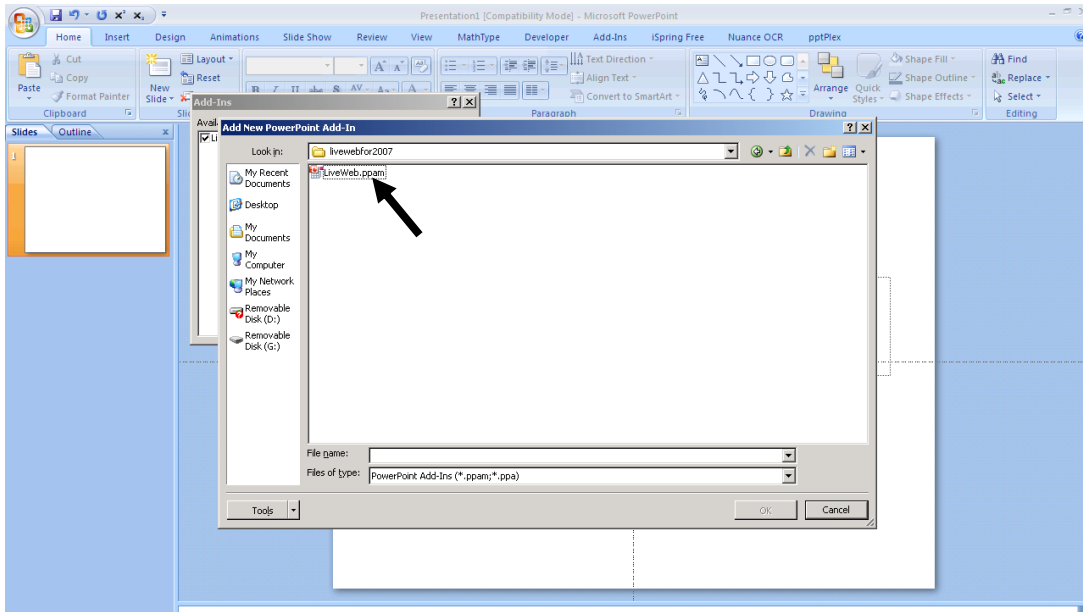 Presentation1 [Compatibility Mode] - Microsoft PowerPoint
Home Insert Design Animations Slide Show Review View MathType Developer Add-Ins iSpring Free Nuance OCR pptPlex
Paste
Cut
Copy
Format Painter
Clipboard
New
Slide
Layout
Reset
Text Direction
Align Text
Convert to SmartArt
Paragraph
Arrange
Quick
Styles
Shape Fill
Shape Outline
Shape Effects
Drawing
Find
Replace
Select
Editing
Slides Outline x
1
Add-Ins
Add New PowerPoint Add-In
Look in: livewebfor2007
My Recent
Documents
Desktop
My
Documents
My
Computer
My Network
Places
Removable
Disk (D:)
Removable
Disk (G:)
LiveWeb.ppam
File name:
Files of type: PowerPoint Add-Ins (*.ppam;*.ppa)
Tools OK Cancel